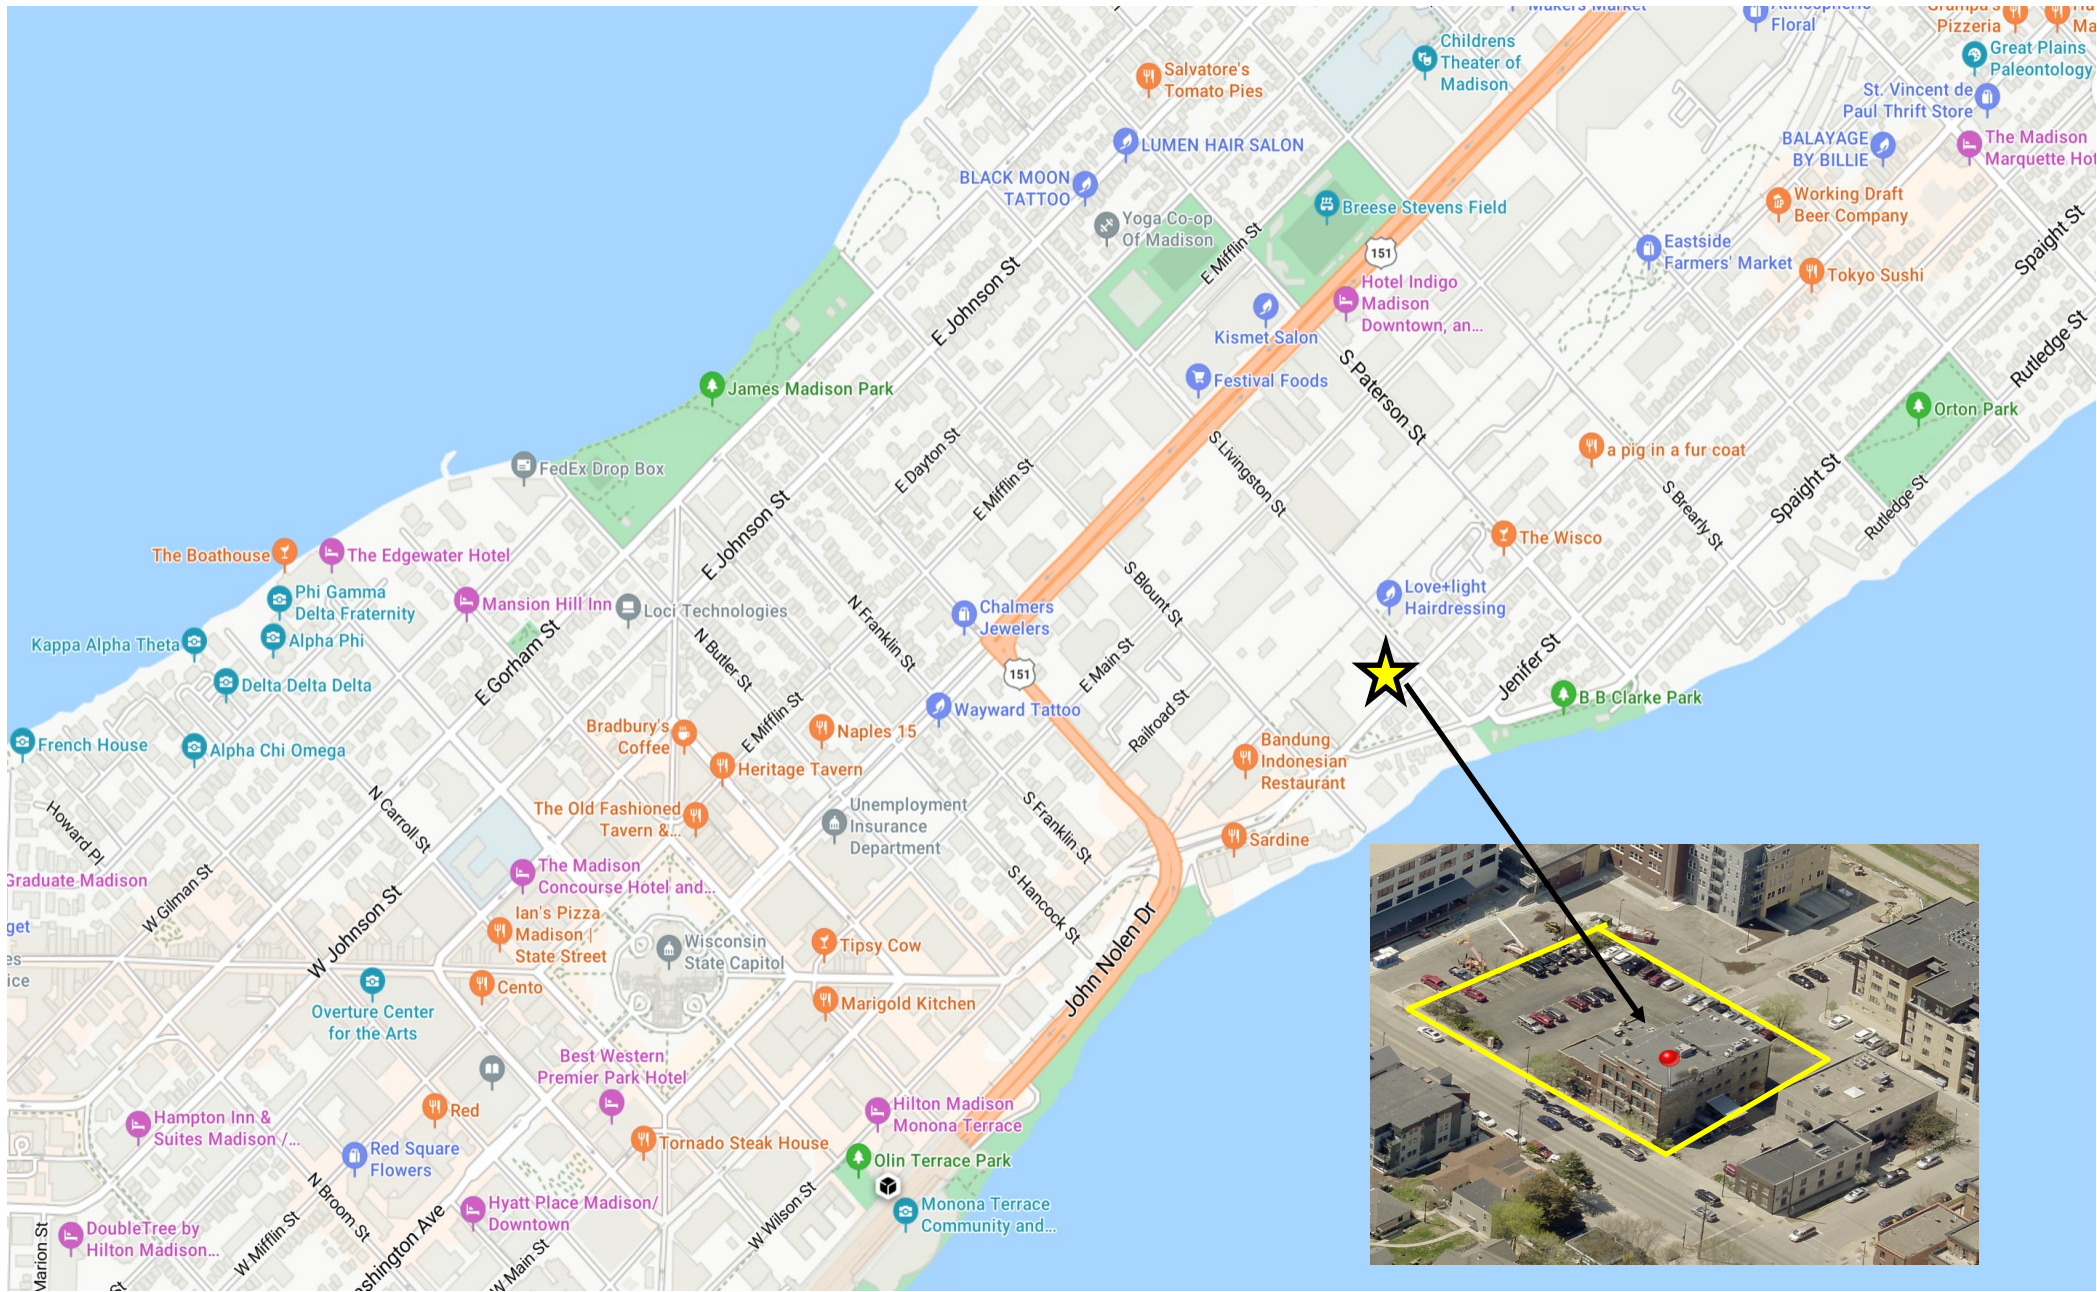 Makers Market
Floral
Pizzeria
Childrens
Theater of
Madison
Great Plains
Paleontology
Salvatore's
Tomato Pies
St. Vincent de
Paul Thrift Store
LUMEN HAIR SALON
BALAYAGE
BY BILLIE
The Madison
Marquette Hot
BLACK MOON
TATTOO
Working Draft
Beer Company
Breese Stevens Field
Yoga Co-op
Of Madison
E Mifflin St
151
Spaight St
Eastside
Farmers' Market
Tokyo Sushi
E Johnson St
Hotel Indigo
Madison
Downtown, an...
Kismet Salon
Rutledge St
Festival Foods
S Paterson St
James Madison Park
Orton Park
E Dayton St
S Livingston St
a pig in a fur coat
FedEx Drop Box
E Mifflin St
Spaight St
Rutledge St
S Brearly St
E Johnson St
The Wisco
The Boathouse
The Edgewater Hotel
Phi Gamma
Delta Fraternity
Mansion Hill Inn
Loci Technologies
N Franklin St
Chalmers
Jewelers
S Blount St
Love+light
Hairdressing
Kappa Alpha Theta
Alpha Phi
Delta Delta Delta
E Gorham St
N Butler St
151
E Main St
Jenifer St
B B Clarke Park
French House
Alpha Chi Omega
Bradbury's
Coffee
E Mifflin St
Naples 15
Wayward Tattoo
Railroad St
Heritage Tavern
Bandung
Indonesian
Restaurant
Howard Pl
N Carroll St
The Old Fashioned
Tavern &...
Unemployment
Insurance
Department
S Franklin St
Sardine
Graduate Madison
W Gilman St
The Madison
Concourse Hotel and...
S Hancock St
get
W Johnson St
Ian's Pizza
Madison |
State Street
Wisconsin
State Capitol
Tipsy Cow
John Nolen Dr
es
ice
Cento
Marigold Kitchen
Overture Center
for the Arts
Best Western
Premier Park Hotel
Hampton Inn &
Suites Madison /...
Red
Hilton Madison
Monona Terrace
Red Square
Flowers
Tornado Steak House
Olin Terrace Park
N Broom St
Hyatt Place Madison/
Downtown
W Wilson St
Monona Terrace
Community and...
DoubleTree by
Hilton Madison...
Marion St
W Mifflin St
shington Ave
W Main St
St